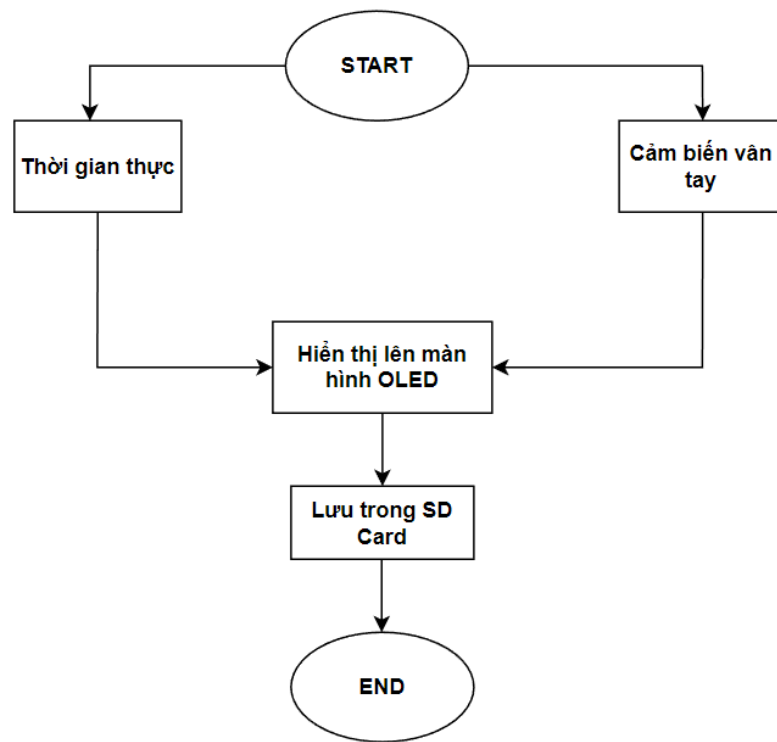 START
Thời gian thực
Cảm biến vân
tay
Hiển thị lên màn
hình OLED
Lưu trong SD
Card
END